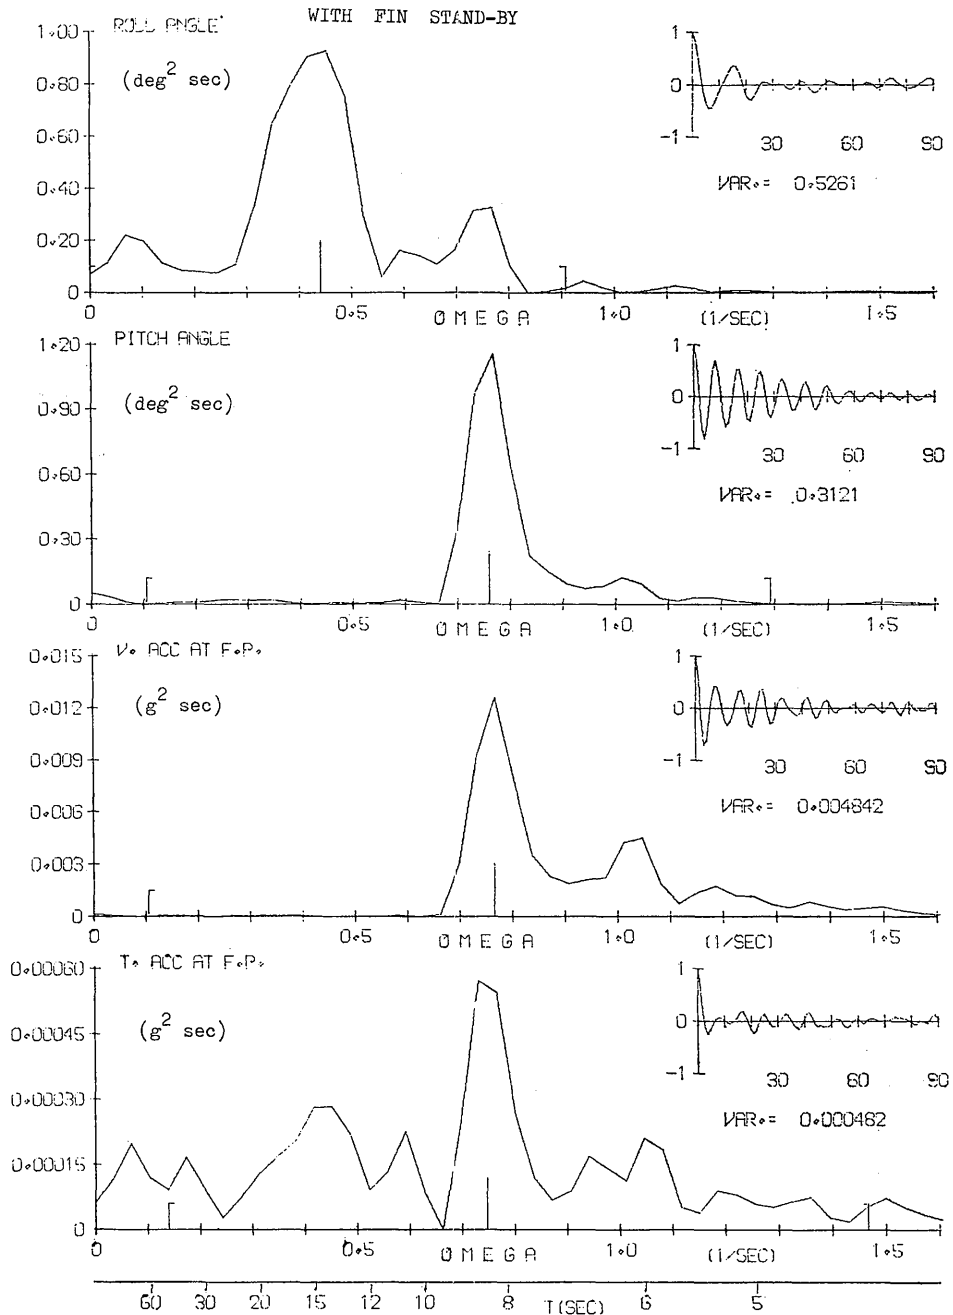 WITH FIN STAND-BY
ROLL ANGLE
(deg² sec)
1.00
0.80
0.60
0.40
0.20
0
0 0.5 OMEGA 1.0 (1/SEC) 1.5
1
0
-1
30 60 90
VAR.= 0.5261
PITCH ANGLE
(deg² sec)
1.20
0.90
0.60
0.30
0
0 0.5 OMEGA 1.0 (1/SEC) 1.5
1
0
-1
30 60 90
VAR.= 0.3121
V. ACC AT F.P.
(g² sec)
0.015
0.012
0.009
0.006
0.003
0
0 0.5 OMEGA 1.0 (1/SEC) 1.5
1
0
-1
30 60 90
VAR.= 0.004842
T. ACC AT F.P.
(g² sec)
0.00060
0.00045
0.00030
0.00015
0
0 0.5 OMEGA 1.0 (1/SEC) 1.5
1
0
-1
30 60 90
VAR.= 0.000462
60 30 20 15 12 10 8 T(SEC) 6 5